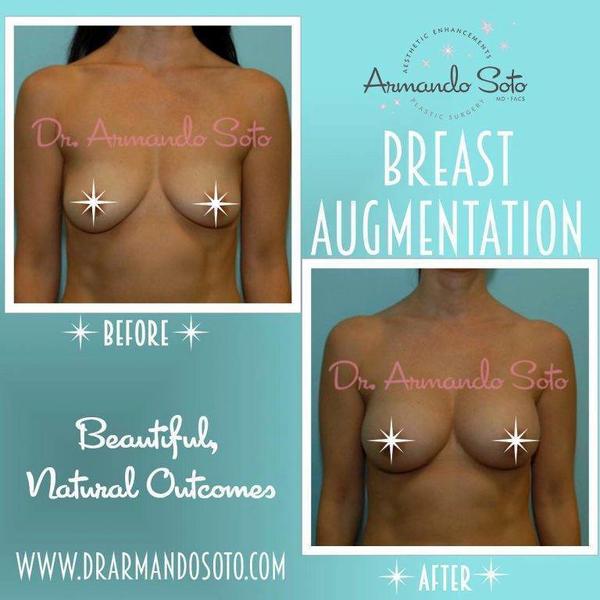 AESTHETIC ENHANCEMENTS
Armando Soto
MD • FACS
PLASTIC SURGERY
BREAST
AUGMENTATION
Dr. Armando Soto
BEFORE
Dr. Armando Soto
AFTER
Beautiful,
Natural Outcomes
WWW.DRARMANDOSOTO.COM